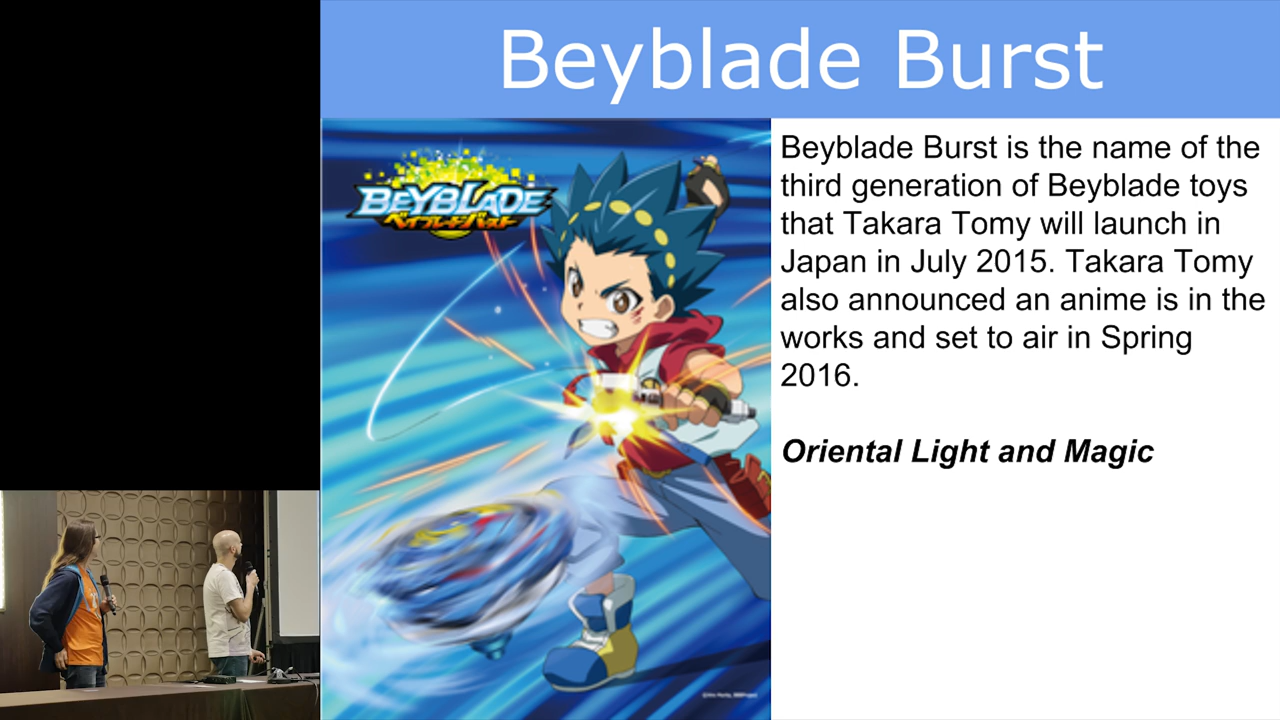 Beyblade Burst
BEYBLADE
ベイブレードバースト
Beyblade Burst is the name of the
third generation of Beyblade toys
that Takara Tomy will launch in
Japan in July 2015. Takara Tomy
also announced an anime is in the
works and set to air in Spring
2016.
Oriental Light and Magic